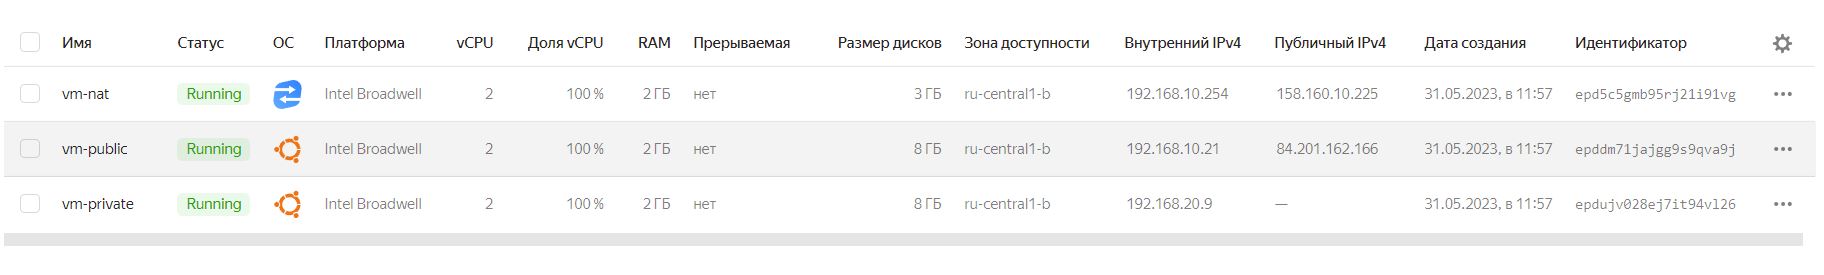 Имя Статус ОС Платформа vCPU Доля vCPU RAM Прерываемая Размер дисков Зона доступности Внутренний IPv4 Публичный IPv4 Дата создания Идентификатор
vm-nat Running Intel Broadwell 2 100 % 2 ГБ нет 3 ГБ ru-central1-b 192.168.10.254 158.160.10.225 31.05.2023, в 11:57 epd5c5gmb95rj21i91vg
vm-public Running Intel Broadwell 2 100 % 2 ГБ нет 8 ГБ ru-central1-b 192.168.10.21 84.201.162.166 31.05.2023, в 11:57 epddm71jajgg9s9qva9j
vm-private Running Intel Broadwell 2 100 % 2 ГБ нет 8 ГБ ru-central1-b 192.168.20.9 — 31.05.2023, в 11:57 epdujv028ej7it94vl26